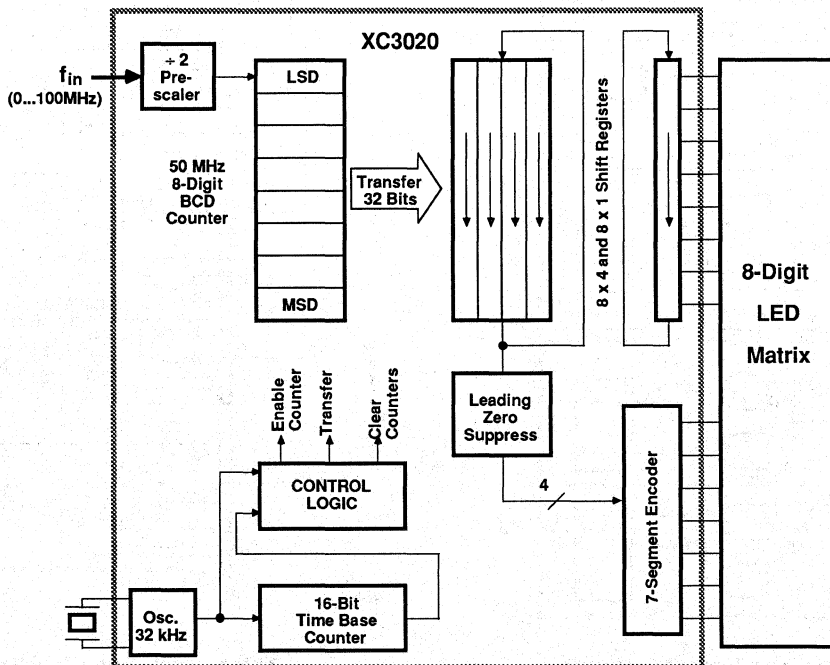 XC3020
f in
(0...100MHz)
÷ 2
Pre-
scaler
LSD
MSD
50 MHz
8-Digit
BCD
Counter
Transfer
32 Bits
8 x 4 and 8 x 1 Shift Registers
8-Digit
LED
Matrix
Leading
Zero
Suppress
4
7-Segment Encoder
Enable
Counter
Transfer
Clear
Counters
CONTROL
LOGIC
Osc.
32 kHz
16-Bit
Time Base
Counter